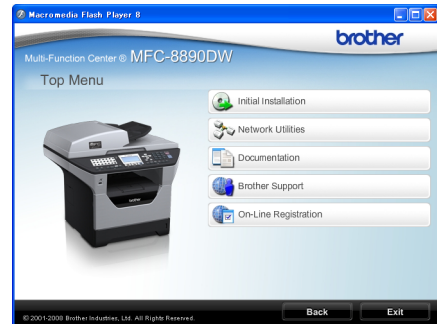 Macromedia Flash Player 8
brother
Multi-Function Center ® MFC-8890DW
Top Menu
Initial Installation
Network Utilities
Documentation
Brother Support
On-Line Registration
© 2001-2009 Brother Industries, Ltd. All Rights Reserved.
Back
Exit